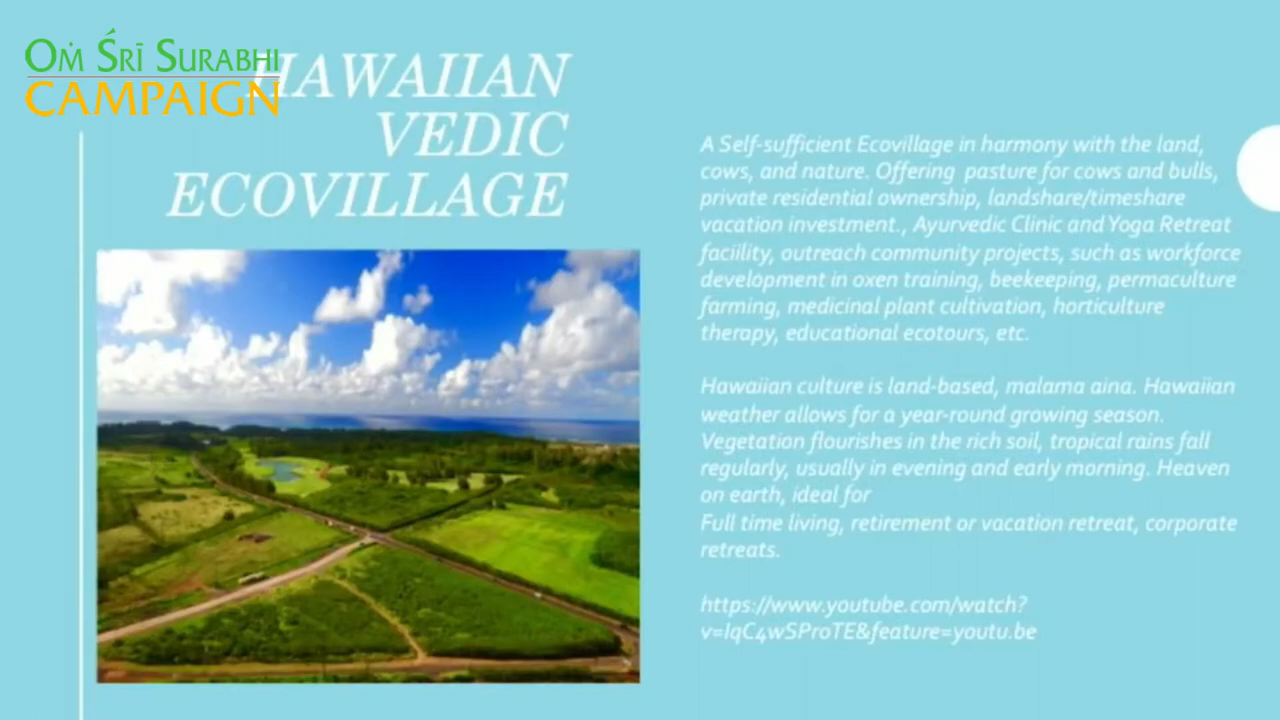 OṀ ŚRĪ SURABHI
CAMPAIGN
HAWAIIAN
VEDIC
ECOVILLAGE
A Self-sufficient Ecovillage in harmony with the land,
cows, and nature. Offering pasture for cows and bulls,
private residential ownership, landshare/timeshare
vacation investment., Ayurvedic Clinic and Yoga Retreat
faciility, outreach community projects, such as workforce
development in oxen training, beekeeping, permaculture
farming, medicinal plant cultivation, horticulture
therapy, educational ecotours, etc.
Hawaiian culture is land-based, malama aina. Hawaiian
weather allows for a year-round growing season.
Vegetation flourishes in the rich soil, tropical rains fall
regularly, usually in evening and early morning. Heaven
on earth, ideal for
Full time living, retirement or vacation retreat, corporate
retreats.
https://www.youtube.com/watch?
v=IqC4wSProTE&feature=youtu.be